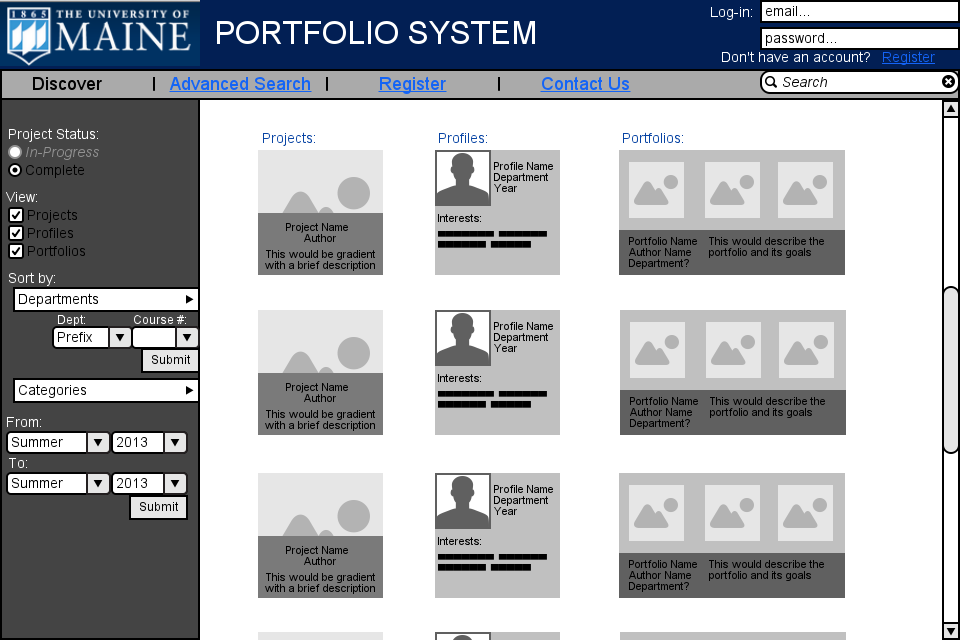 1865 THE UNIVERSITY OF
MAINE
PORTFOLIO SYSTEM
Log-in: email...
password...
Don't have an account? Register
Discover | Advanced Search | Register | Contact Us
Search
Project Status:
In-Progress
Complete
View:
Projects
Profiles
Portfolios
Sort by:
Departments
Dept: Course #:
Prefix
Submit
Categories
From:
Summer 2013
To:
Summer 2013
Submit
Projects:
Profiles:
Portfolios:
Project Name
Author
This would be gradient
with a brief description
Profile Name
Department
Year
Interests:
Portfolio Name
Author Name
Department?
This would describe the
portfolio and its goals
Project Name
Author
This would be gradient
with a brief description
Profile Name
Department
Year
Interests:
Portfolio Name
Author Name
Department?
This would describe the
portfolio and its goals
Project Name
Author
This would be gradient
with a brief description
Profile Name
Department
Year
Interests:
Portfolio Name
Author Name
Department?
This would describe the
portfolio and its goals